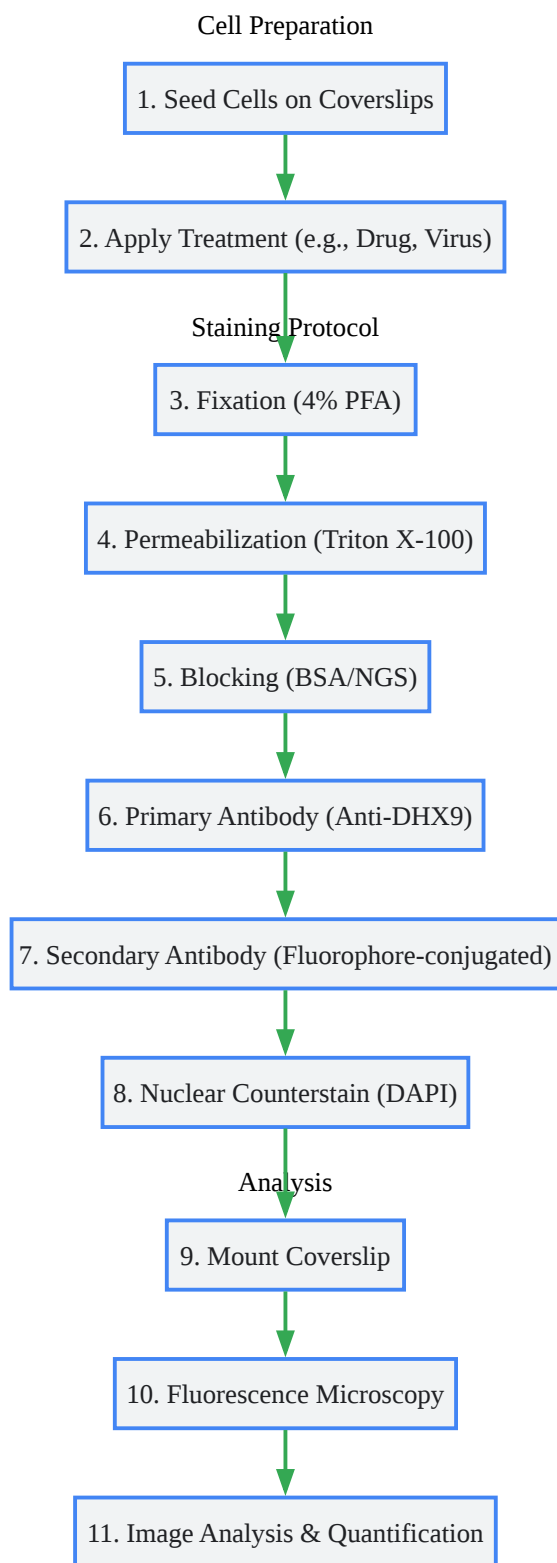 Cell Preparation
1. Seed Cells on Coverslips
2. Apply Treatment (e.g., Drug, Virus)
Staining Protocol
3. Fixation (4% PFA)
4. Permeabilization (Triton X-100)
5. Blocking (BSA/NGS)
6. Primary Antibody (Anti-DHX9)
7. Secondary Antibody (Fluorophore-conjugated)
8. Nuclear Counterstain (DAPI)
Analysis
9. Mount Coverslip
10. Fluorescence Microscopy
11. Image Analysis & Quantification